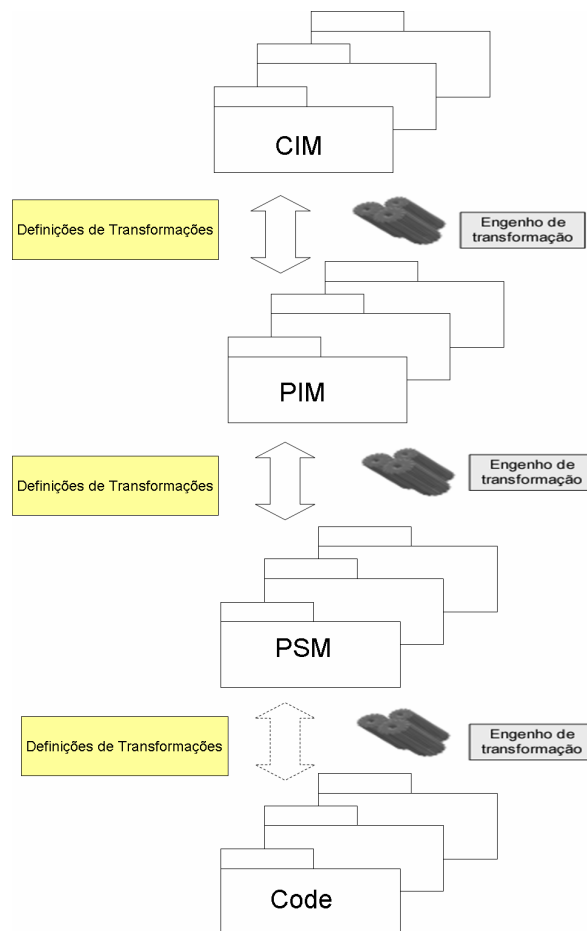 CIM
Definições de Transformações
Engenho de
transformação
PIM
Definições de Transformações
Engenho de
transformação
PSM
Definições de Transformações
Engenho de
transformação
Code